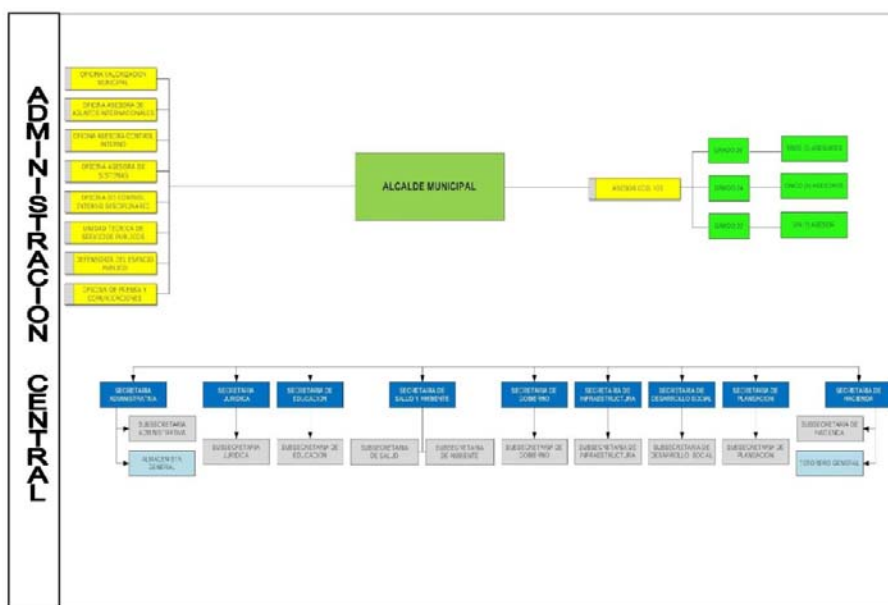 ADMINISTRACION CENTRAL
OFICINA VALORIZACION
MUNICIPAL
OFICINA ASESORA DE
ASUNTOS INTERNACIONALES
OFICINA ASESORA CONTROL
INTERNO
OFICINA ASESORA DE
SISTEMAS
OFICINA DE CONTROL
INTERNO DISCIPLINARIO
UNIDAD TECNICA DE
SERVICIOS PUBLICOS
DEFENSORIA DEL ESPACIO
PUBLICO
OFICINA DE PRENSA Y
COMUNICACIONES
ALCALDE MUNICIPAL
GRADO
GRADO
GRADO
SECRETARIA
ADMINISTRATIVA
SECRETARIA
JURIDICA
SECRETARIA
DE EDUCACION
SECRETARIA
DE SALUD Y AMBIENTE
SECRETARIA DE
GOBIERNO
SECRETARIA DE
INFRAESTRUCTURA
SECRETARIA DE
DESARROLLO SOCIAL
SECRETARIA DE
PLANEACION
SECRETARIA DE
HACIENDA
SUBSECRETARIA
ADMINISTRATIVA
ALMACENISTA
GENERAL
SUBSECRETARIA
JURIDICA
SUBSECRETARIA DE
EDUCACION
SUBSECRETARIA
DE SALUD
SUBSECRETARIA
DE AMBIENTE
SUBSECRETARIA DE
GOBIERNO
SUBSECRETARIA
DE INFRAESTRUCTURA
SUBSECRETARIA DE
DESARROLLO SOCIAL
SUBSECRETARIA DE
PLANEACION
SUBSECRETARIA DE
HACIENDA
TESORERO GENERAL